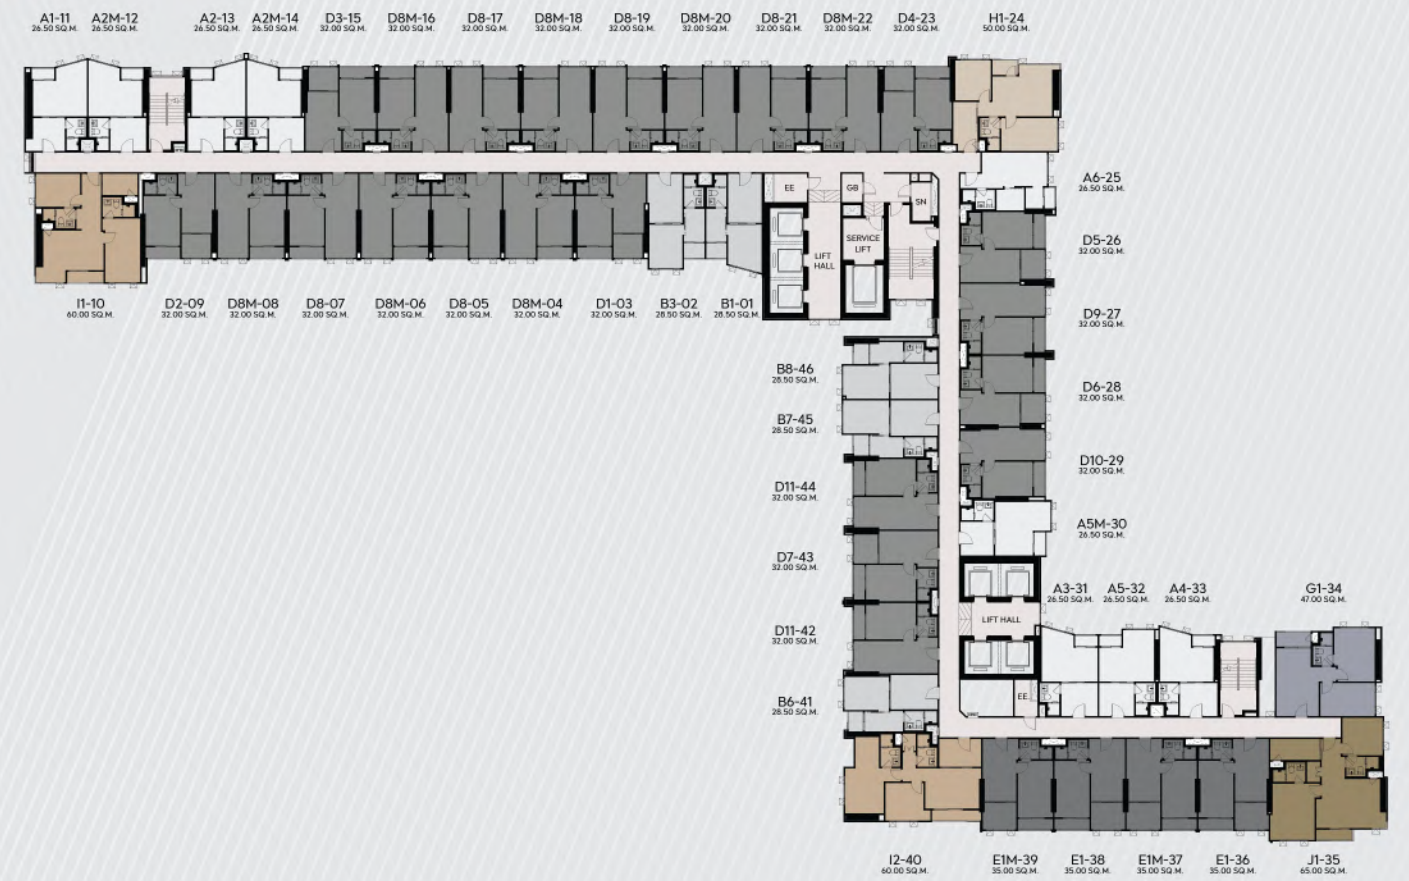 A1-11
26.50 SQ.M.
A2M-12
26.50 SQ.M.
A2-13
26.50 SQ.M.
A2M-14
26.50 SQ.M.
D3-15
32.00 SQ.M.
D8M-16
32.00 SQ.M.
D8-17
32.00 SQ.M.
D8M-18
32.00 SQ.M.
D8-19
32.00 SQ.M.
D8M-20
32.00 SQ.M.
D8-21
32.00 SQ.M.
D8M-22
32.00 SQ.M.
D4-23
32.00 SQ.M.
H1-24
50.00 SQ.M.
A6-25
26.50 SQ.M.
EE
GB
SN
SERVICE
LIFT
LIFT
HALL
D5-26
32.00 SQ.M.
I1-10
60.00 SQ.M.
D2-09
32.00 SQ.M.
D8M-08
32.00 SQ.M.
D8-07
32.00 SQ.M.
D8M-06
32.00 SQ.M.
D8-05
32.00 SQ.M.
D8M-04
32.00 SQ.M.
D1-03
32.00 SQ.M.
B3-02
28.50 SQ.M.
B1-01
28.50 SQ.M.
D9-27
32.00 SQ.M.
B8-46
28.50 SQ.M.
D6-28
32.00 SQ.M.
B7-45
28.50 SQ.M.
D10-29
32.00 SQ.M.
D11-44
32.00 SQ.M.
A5M-30
26.50 SQ.M.
D7-43
32.00 SQ.M.
A3-31
26.50 SQ.M.
A5-32
26.50 SQ.M.
A4-33
26.50 SQ.M.
G1-34
47.00 SQ.M.
LIFT HALL
D11-42
32.00 SQ.M.
EE
B6-41
28.50 SQ.M.
I2-40
60.00 SQ.M.
E1M-39
35.00 SQ.M.
E1-38
35.00 SQ.M.
E1M-37
35.00 SQ.M.
E1-36
35.00 SQ.M.
J1-35
65.00 SQ.M.